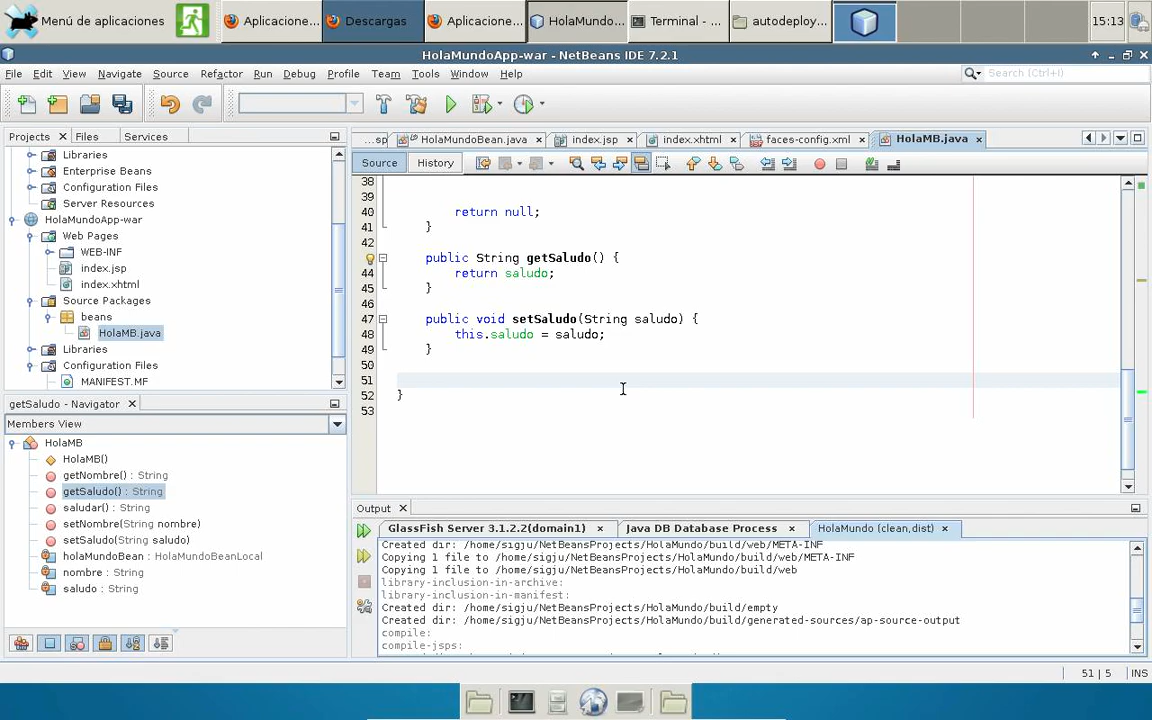 Menú de aplicaciones
Aplicacione...
Descargas
Aplicacione...
HolaMundo...
Terminal - ...
autodeploy...
15:13
HolaMundoApp-war - NetBeans IDE 7.2.1
File Edit View Navigate Source Refactor Run Debug Profile Team Tools Window Help
Search (Ctrl+I)
Projects Files Services
Libraries
Enterprise Beans
Configuration Files
Server Resources
HolaMundoApp-war
Web Pages
WEB-INF
index.jsp
index.xhtml
Source Packages
beans
HolaMB.java
Libraries
Configuration Files
MANIFEST.MF
getSaludo - Navigator
Members View
HolaMB
HolaMB()
getNombre() : String
getSaludo() : String
saludar() : String
setNombre(String nombre)
setSaludo(String saludo)
holaMundoBean : HolaMundoBeanLocal
nombre : String
saludo : String
...sp HolaMundoBean.java index.jsp index.xhtml faces-config.xml HolaMB.java
Source History
38
39
40 return null;
41 }
42
public String getSaludo() {
44 return saludo;
45 }
46
47 public void setSaludo(String saludo) {
48 this.saludo = saludo;
49 }
50
51
52 }
53
Output
GlassFish Server 3.1.2.2(domain1) Java DB Database Process HolaMundo (clean,dist)
Created dir: /home/sigju/NetBeansProjects/HolaMundo/build/web/META-INF
Copying 1 file to /home/sigju/NetBeansProjects/HolaMundo/build/web/META-INF
Copying 1 file to /home/sigju/NetBeansProjects/HolaMundo/build/web
library-inclusion-in-archive:
library-inclusion-in-manifest:
Created dir: /home/sigju/NetBeansProjects/HolaMundo/build/empty
Created dir: /home/sigju/NetBeansProjects/HolaMundo/build/generated-sources/ap-source-output
compile:
compile-jsps:
51 | 5 INS